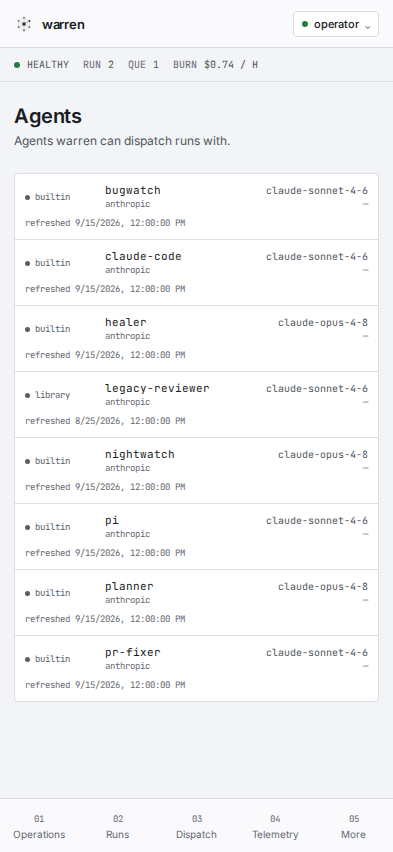 warren
operator
HEALTHY RUN 2 QUE 1 BURN $0.74 / H
Agents
Agents warren can dispatch runs with.
builtin bugwatch claude-sonnet-4-6
anthropic —
refreshed 9/15/2026, 12:00:00 PM
builtin claude-code claude-sonnet-4-6
anthropic —
refreshed 9/15/2026, 12:00:00 PM
builtin healer claude-opus-4-8
anthropic —
refreshed 9/15/2026, 12:00:00 PM
library legacy-reviewer claude-sonnet-4-6
anthropic —
refreshed 8/25/2026, 12:00:00 PM
builtin nightwatch claude-opus-4-8
anthropic —
refreshed 9/15/2026, 12:00:00 PM
builtin pi claude-sonnet-4-6
anthropic —
refreshed 9/15/2026, 12:00:00 PM
builtin planner claude-opus-4-8
anthropic —
refreshed 9/15/2026, 12:00:00 PM
builtin pr-fixer claude-sonnet-4-6
anthropic —
refreshed 9/15/2026, 12:00:00 PM
01 02 03 04 05
Operations Runs Dispatch Telemetry More